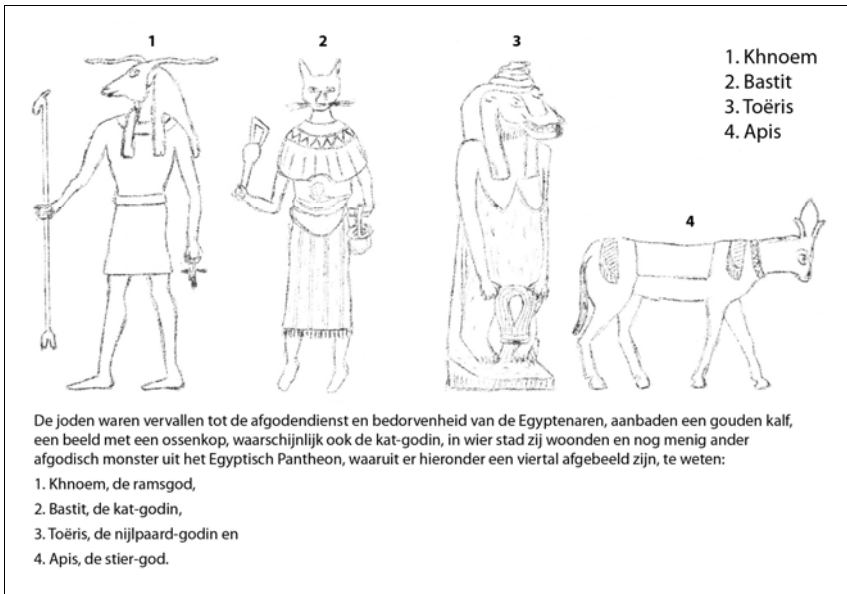 1
2
3
1. Khnoem
2. Bastit
3. Toëris
4. Apis
4
De joden waren vervallen tot de afgodendienst en bedorvenheid van de Egyptenaren, aanbaden een gouden kalf,
een beeld met een ossenkop, waarschijnlijk ook de kat-godin, in wier stad zij woonden en nog menig ander
afgodisch monster uit het Egyptisch Pantheon, waaruit er hieronder een viertal afgebeeld zijn, te weten:
1. Khnoem, de ramsgod,
2. Bastit, de kat-godin,
3. Toëris, de nijlpaard-godin en
4. Apis, de stier-god.